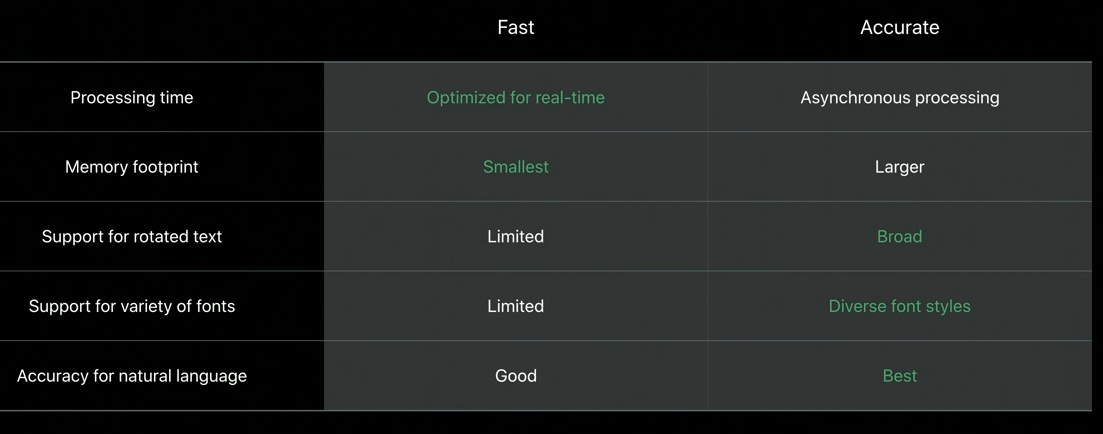 Fast Accurate
Processing time Optimized for real-time Asynchronous processing
Memory footprint Smallest Larger
Support for rotated text Limited Broad
Support for variety of fonts Limited Diverse font styles
Accuracy for natural language Good Best